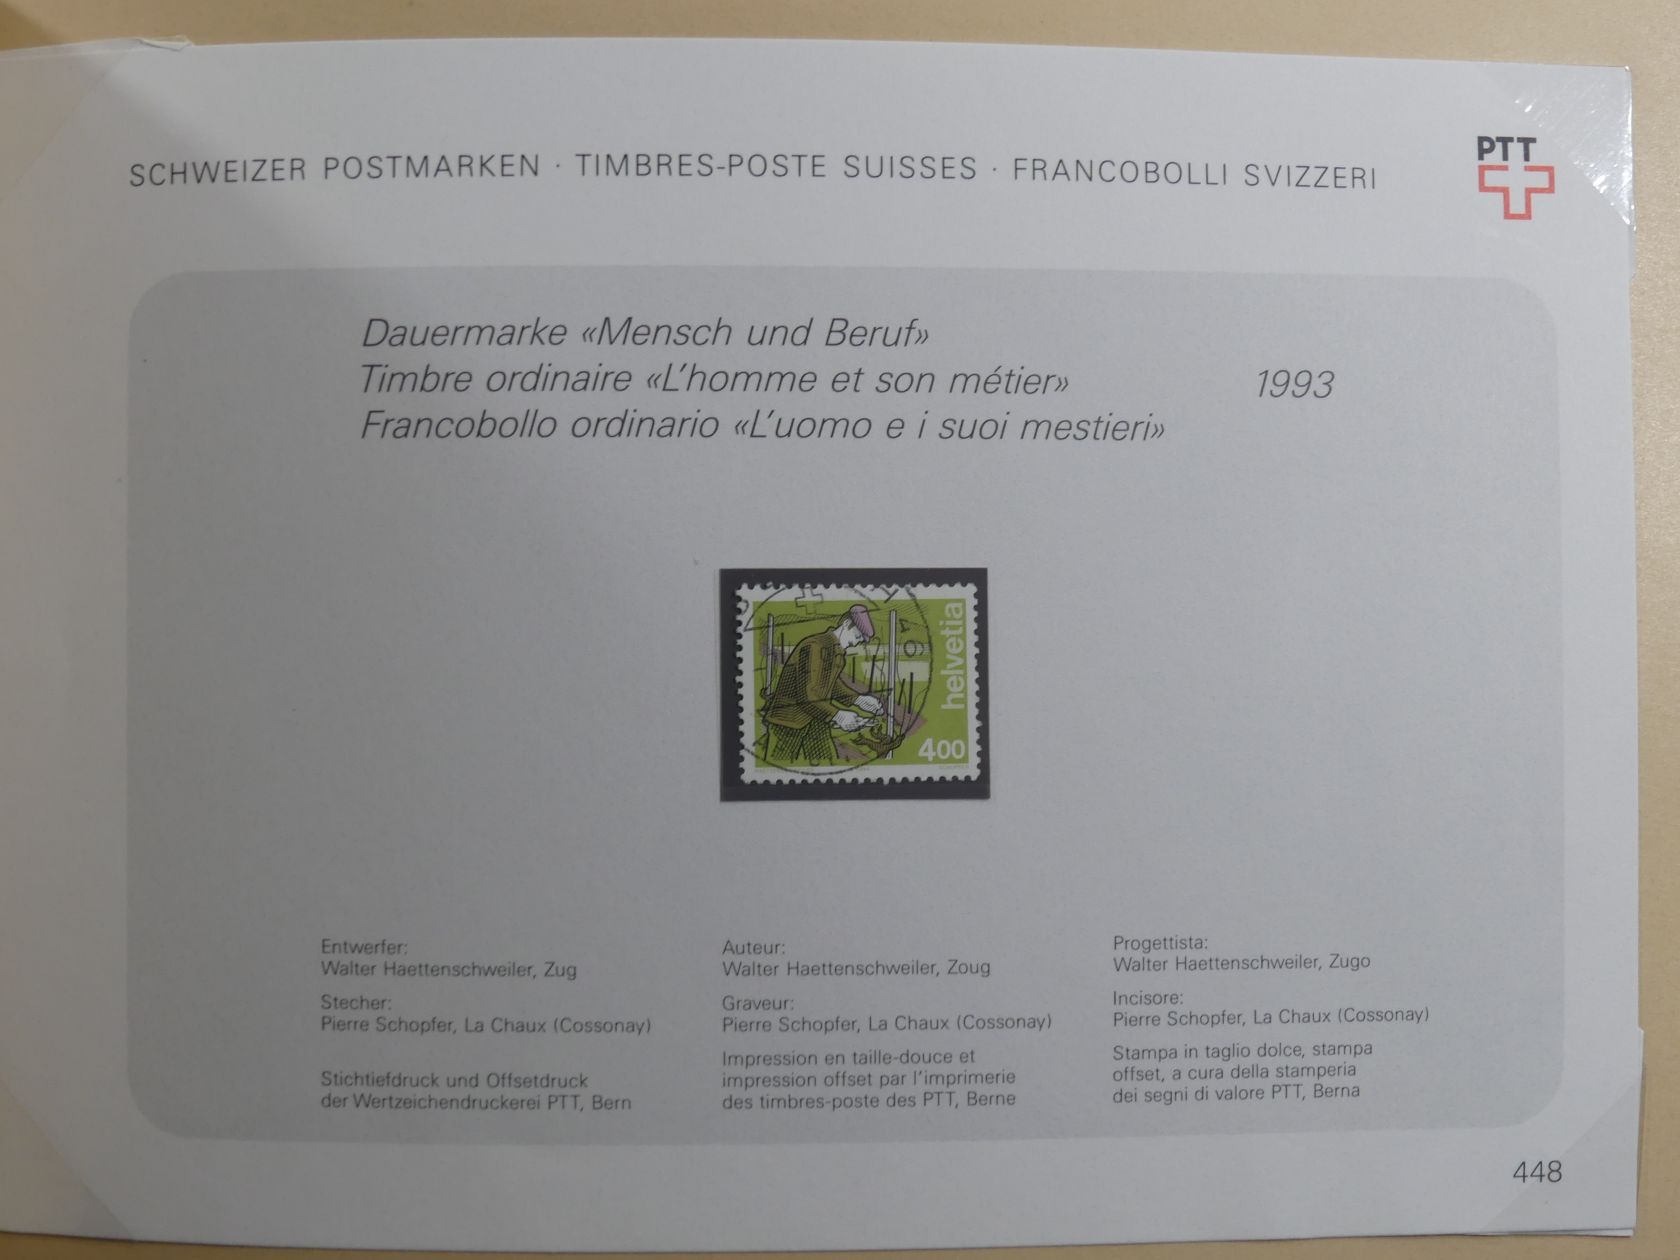 SCHWEIZER POSTMARKEN · TIMBRES-POSTE SUISSES · FRANCOBOLLI SVIZZERI
PTT
Dauermarke «Mensch und Beruf»
Timbre ordinaire «L'homme et son métier»
1993
Francobollo ordinario «L'uomo e i suoi mestieri»
helvetia
400
Entwerfer:
Walter Haettenschweiler, Zug
Stecher:
Pierre Schopfer, La Chaux (Cossonay)
Stichtiefdruck und Offsetdruck
der Wertzeichendruckerei PTT, Bern
Auteur:
Walter Haettenschweiler, Zoug
Graveur:
Pierre Schopfer, La Chaux (Cossonay)
Impression en taille-douce et
impression offset par l'imprimerie
des timbres-poste des PTT, Berne
Progettista:
Walter Haettenschweiler, Zugo
Incisore:
Pierre Schopfer, La Chaux (Cossonay)
Stampa in taglio dolce, stampa
offset, a cura della stamperia
dei segni di valore PTT, Berna
448